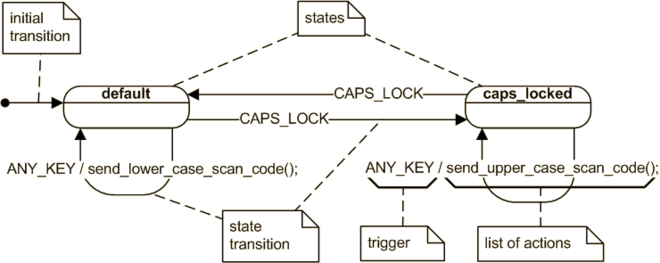 initial
transition
states
default
CAPS_LOCK
caps_locked
CAPS_LOCK
ANY_KEY / send_lower_case_scan_code();
ANY_KEY / send_upper_case_scan_code();
state
transition
trigger
list of actions